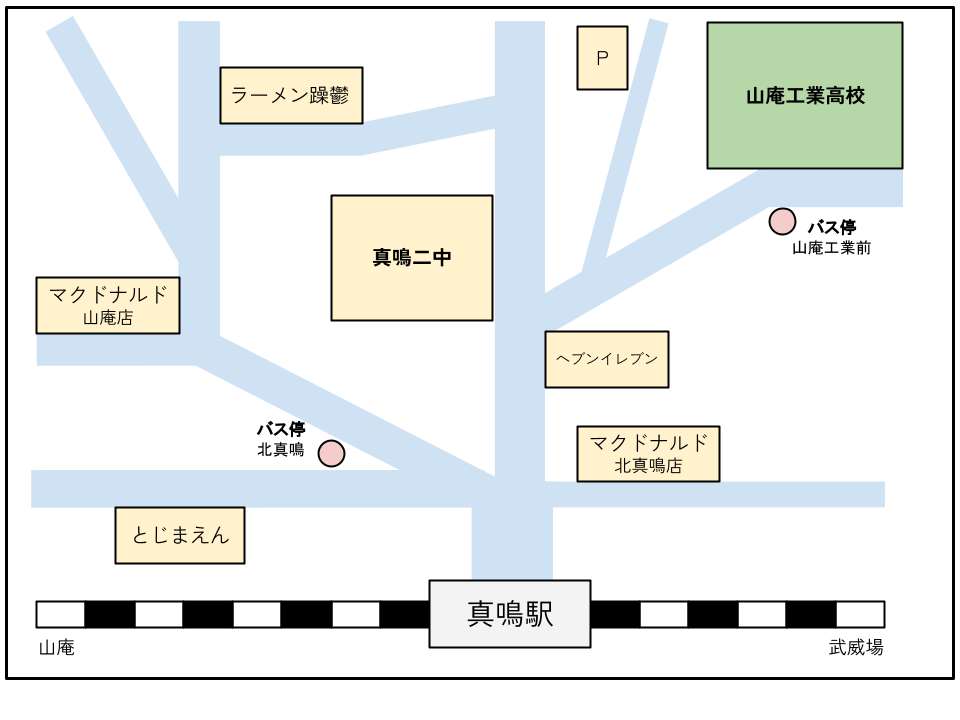 P
山庵工業高校
ラーメン躁鬱
真鳴二中
バス停
山庵工業前
マクドナルド
山庵店
ヘブンイレブン
バス停
北真鳴
マクドナルド
北真鳴店
とじまえん
真鳴駅
山庵
武威場